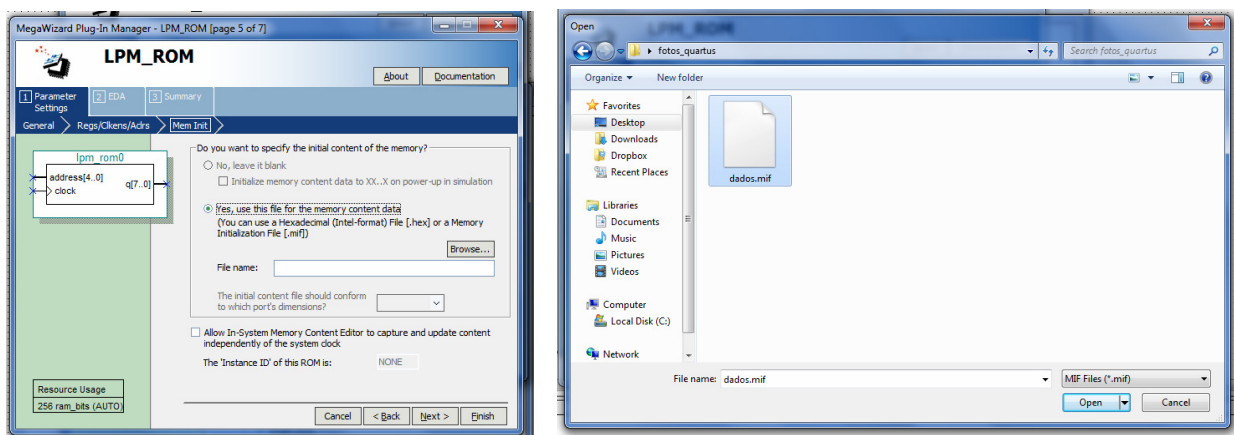 MegaWizard Plug-In Manager - LPM_ROM [page 5 of 7]
LPM_ROM
About
Documentation
1 Parameter Settings
2 EDA
3 Summary
General
Regs/Clkens/Adrs
Mem Init
lpm_rom0
address[4..0]
clock
q[7..0]
Do you want to specify the initial content of the memory?
No, leave it blank
Initialize memory content data to XX..X on power-up in simulation
Yes, use this file for the memory content data
(You can use a Hexadecimal (Intel-format) File [.hex] or a Memory
Initialization File [.mif])
Browse...
File name:
The initial content file should conform
to which port's dimensions?
Allow In-System Memory Content Editor to capture and update content
independently of the system clock
The 'Instance ID' of this ROM is:
NONE
Resource Usage
256 ram_bits (AUTO)
Cancel
< Back
Next >
Finish
Open
LPM_ROM
fotos_quartus
Search fotos_quartus
Organize
New folder
Favorites
Desktop
Downloads
Dropbox
Recent Places
Libraries
Documents
Music
Pictures
Videos
Computer
Local Disk (C:)
Network
dados.mif
File name: dados.mif
MIF Files (*.mif)
Open
Cancel